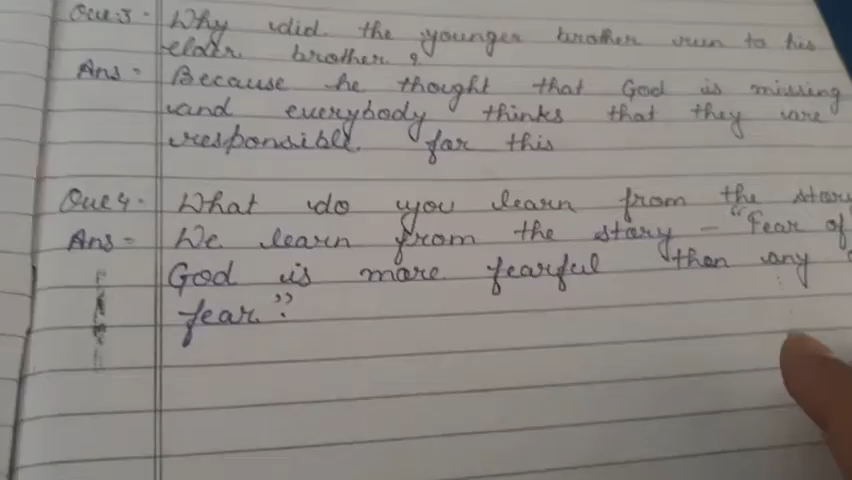 Que.3. Why did the younger brother run to his
elder brother?
Ans - Because he thought that God is missing
and everybody thinks that they are
responsible for this
Que 4. What do you learn from the story
Ans - We learn from the story - "Fear of
God is more fearful then any
fear".